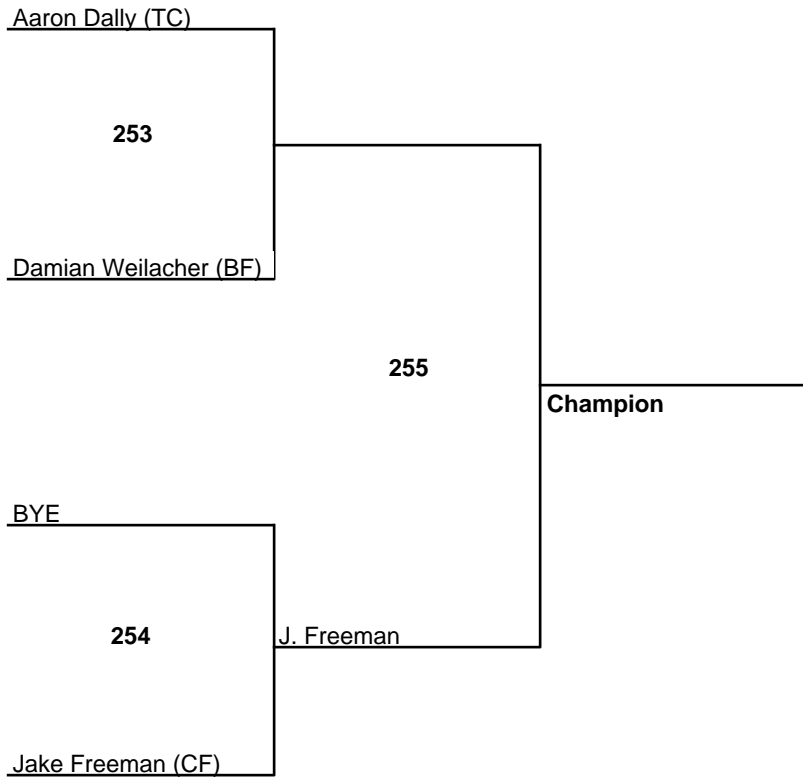 Aaron Dally (TC)
253
Damian Weilacher (BF)
255
Champion
BYE
254
J. Freeman
Jake Freeman (CF)